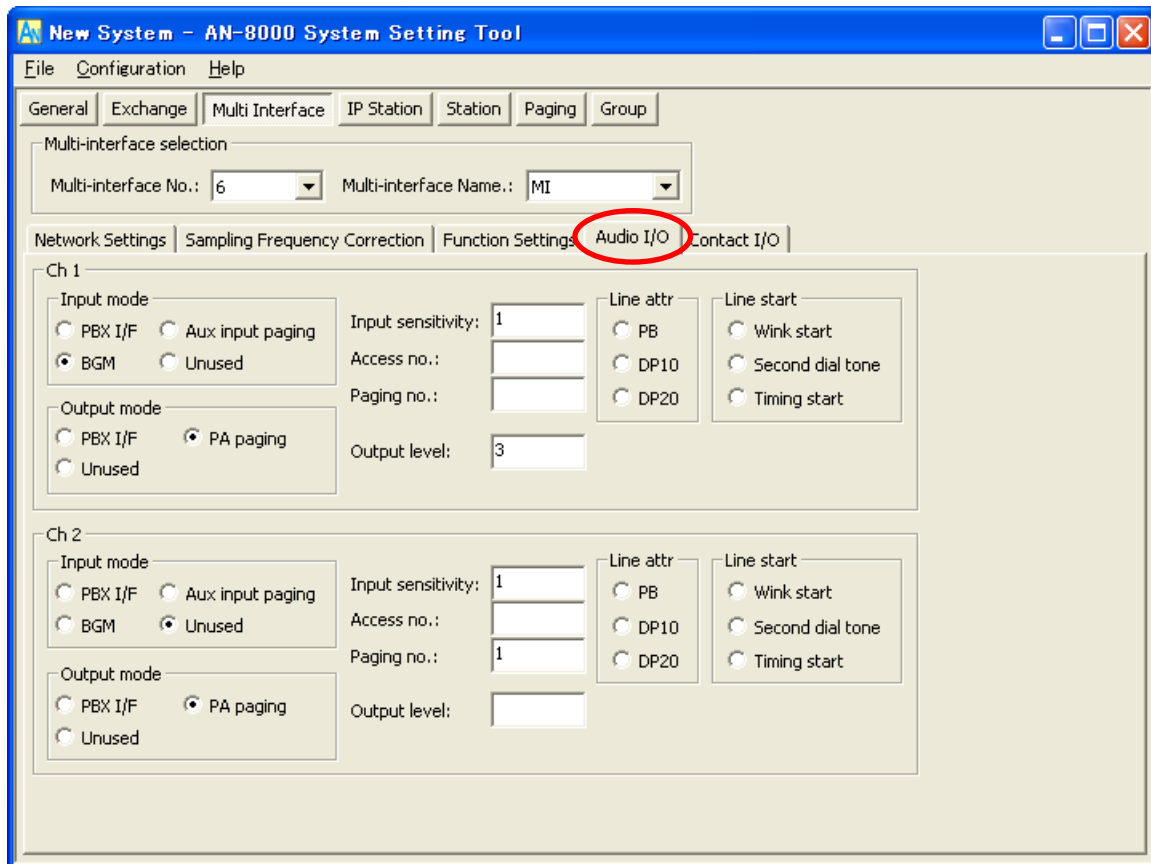 New System - AN-8000 System Setting Tool
File Configuration Help
General Exchange Multi Interface IP Station Station Paging Group
Multi-interface selection
Multi-interface No.: 6 Multi-interface Name.: MI
Network Settings Sampling Frequency Correction Function Settings Audio I/O Contact I/O
Ch 1
Input mode
PBX I/F Aux input paging
BGM Unused
Output mode
PBX I/F PA paging
Unused
Input sensitivity: 1
Access no.:
Paging no.:
Output level: 3
Line attr
PB
DP10
DP20
Line start
Wink start
Second dial tone
Timing start
Ch 2
Input mode
PBX I/F Aux input paging
BGM Unused
Output mode
PBX I/F PA paging
Unused
Input sensitivity: 1
Access no.:
Paging no.: 1
Output level:
Line attr
PB
DP10
DP20
Line start
Wink start
Second dial tone
Timing start